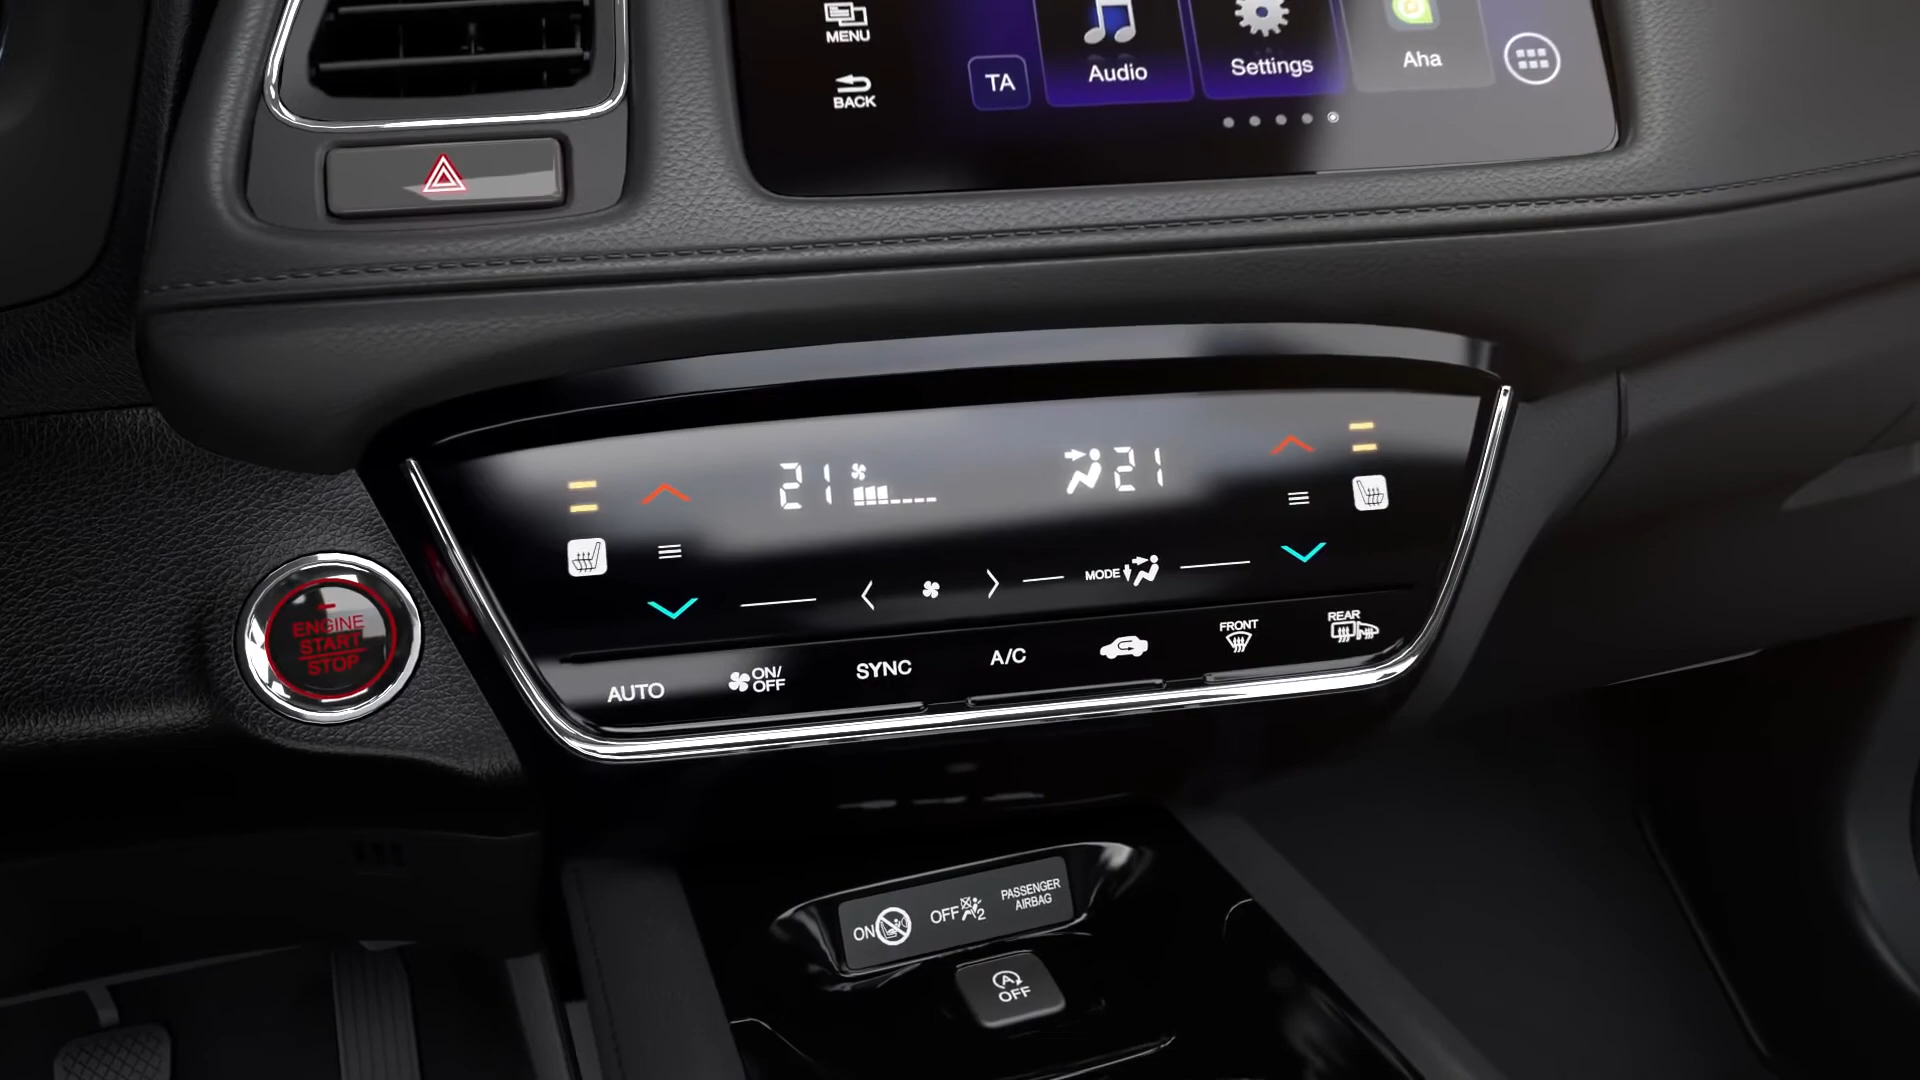 MENU
BACK
TA
Audio
Settings
Aha
21
21
MODE
AUTO
ON/
OFF
SYNC
A/C
FRONT
REAR
ENGINE
START
STOP
ON
OFF
2
PASSENGER
AIRBAG
A
OFF